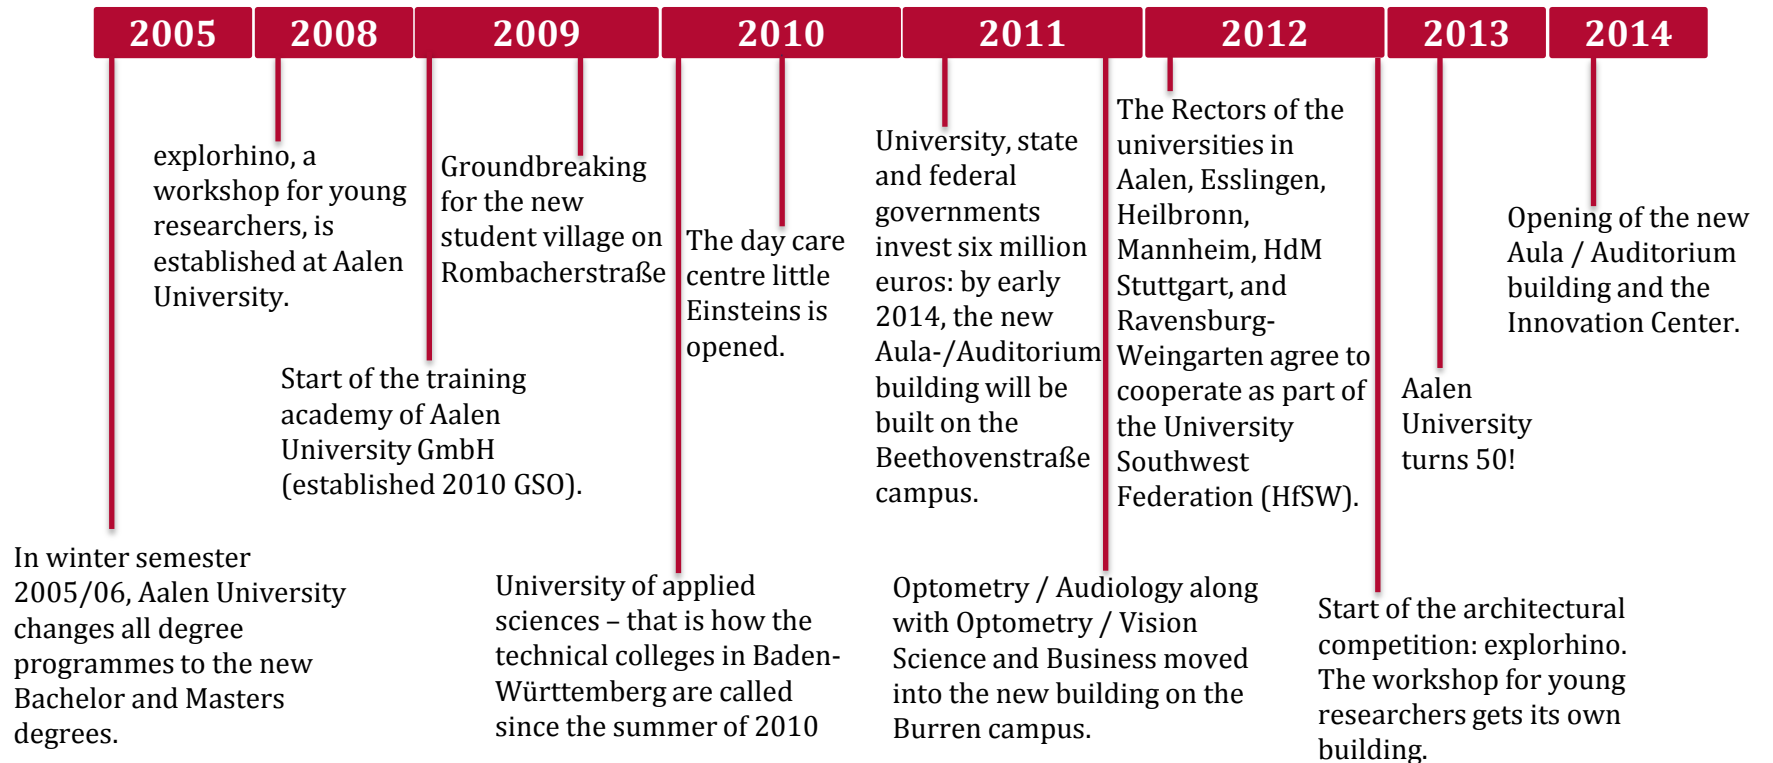 2005
2008
2009
2010
2011
2012
2013
2014
In winter semester
2005/06, Aalen University
changes all degree
programmes to the new
Bachelor and Masters
degrees.
explorhino, a
workshop for young
researchers, is
established at Aalen
University.
Start of the training
academy of Aalen
University GmbH
(established 2010 GSO).
Groundbreaking
for the new
student village on
Rombacherstraße
University of applied
sciences – that is how the
technical colleges in Baden-
Württemberg are called
since the summer of 2010
The day care
centre little
Einsteins is
opened.
University, state
and federal
governments
invest six million
euros: by early
2014, the new
Aula-/Auditorium
building will be
built on the
Beethovenstraße
campus.
Optometry / Audiology along
with Optometry / Vision
Science and Business moved
into the new building on the
Burren campus.
The Rectors of the
universities in
Aalen, Esslingen,
Heilbronn,
Mannheim, HdM
Stuttgart, and
Ravensburg-
Weingarten agree to
cooperate as part of
the University
Southwest
Federation (HfSW).
Start of the architectural
competition: explorhino.
The workshop for young
researchers gets its own
building.
Aalen
University
turns 50!
Opening of the new
Aula / Auditorium
building and the
Innovation Center.